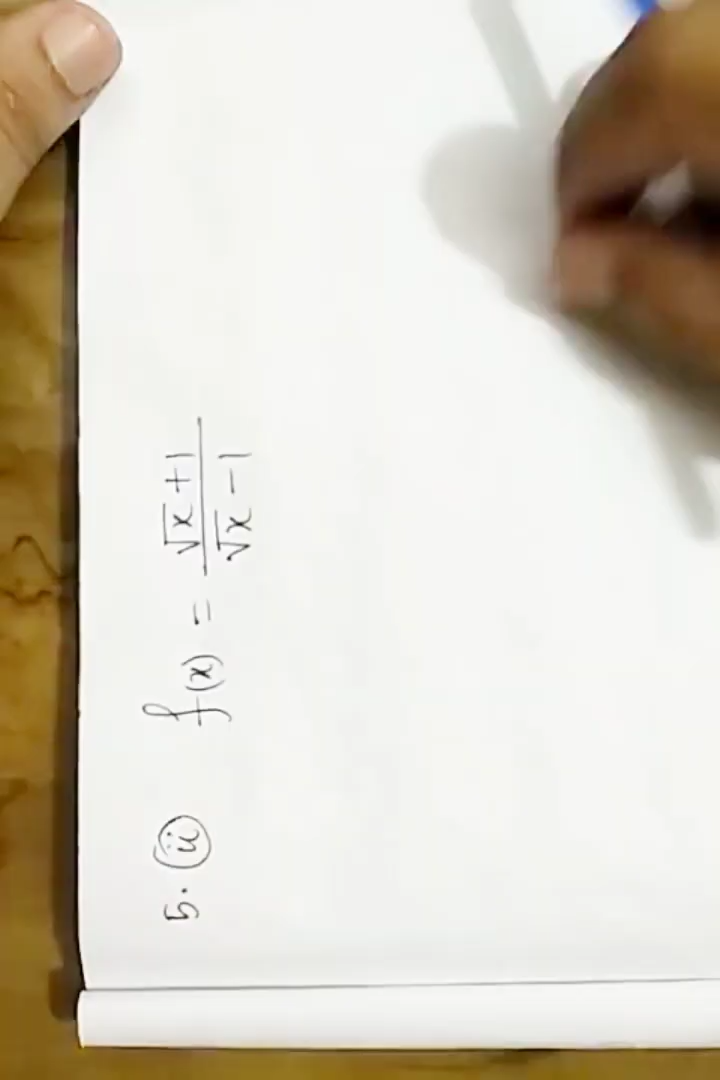 5. (ii) f(x) = (√x + 1)/(√x - 1)